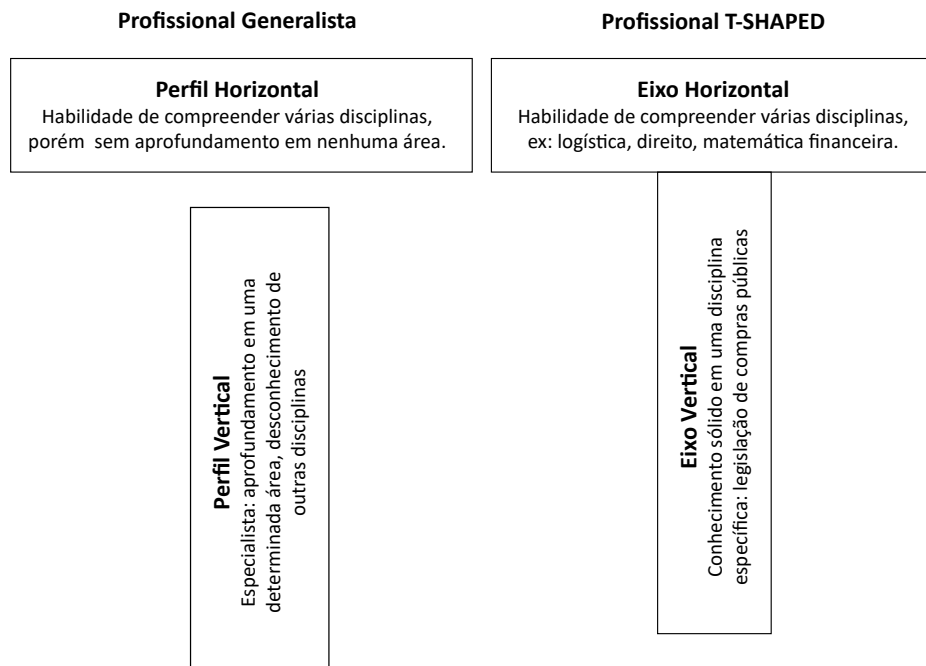 Profissional Generalista
Perfil Horizontal
Habilidade de compreender várias disciplinas,
porém sem aprofundamento em nenhuma área.
Perfil Vertical
Especialista: aprofundamento em uma
determinada área, desconhecimento de
outras disciplinas
Profissional T-SHAPED
Eixo Horizontal
Habilidade de compreender várias disciplinas,
ex: logística, direito, matemática financeira.
Eixo Vertical
Conhecimento sólido em uma disciplina
específica: legislação de compras públicas